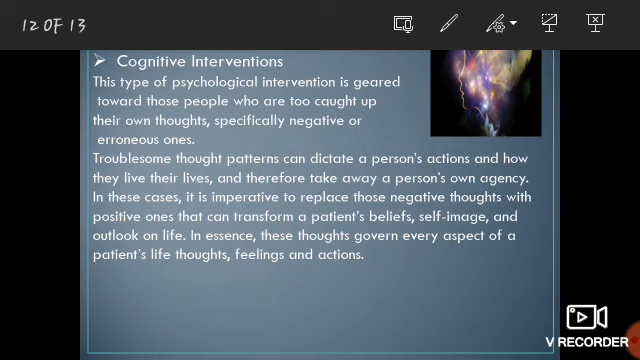 12 OF 13
➢ Cognitive Interventions
This type of psychological intervention is geared
toward those people who are too caught up
their own thoughts, specifically negative or
erroneous ones.
Troublesome thought patterns can dictate a person's actions and how
they live their lives, and therefore take away a person's own agency.
In these cases, it is imperative to replace those negative thoughts with
positive ones that can transform a patient's beliefs, self-image, and
outlook on life. In essence, these thoughts govern every aspect of a
patient's life thoughts, feelings and actions.
V RECORDER